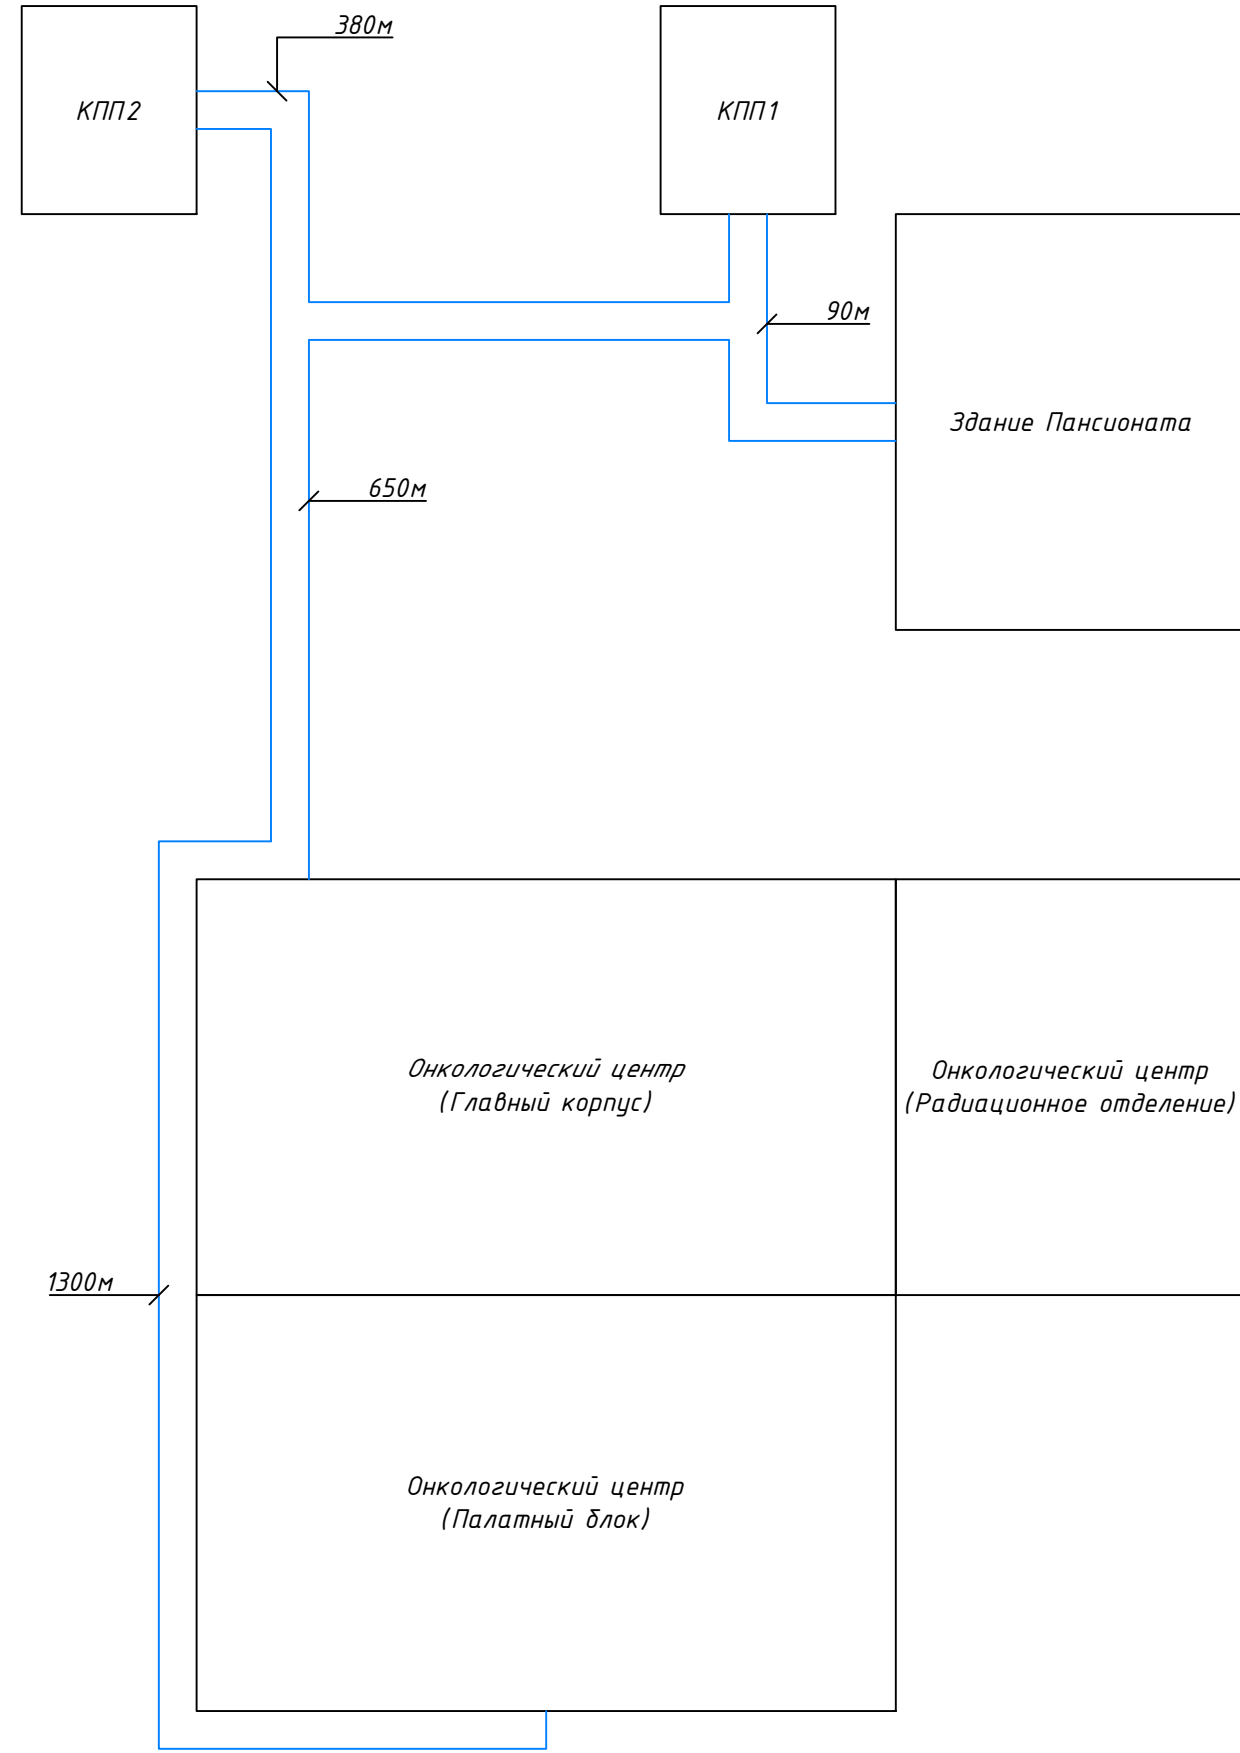 380м
КПП2
КПП1
90м
Здание Пансионата
650м
Онкологический центр
(Главный корпус)
Онкологический центр
(Радиационное отделение)
1300м
Онкологический центр
(Палатный блок)